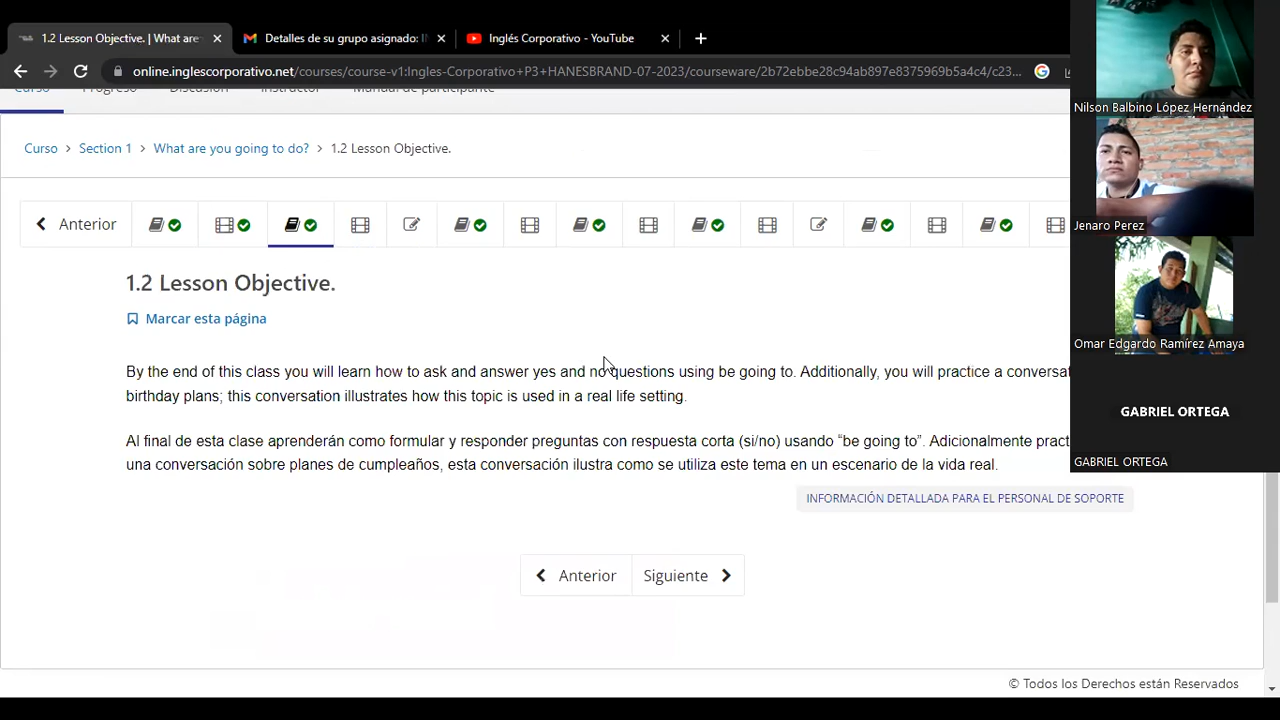 1.2 Lesson Objective. | What are
Detalles de su grupo asignado: I
Inglés Corporativo - YouTube
online.inglescorporativo.net/courses/course-v1:Ingles-Corporativo+P3+HANESBRAND-07-2023/courseware/2b72ebbe28c94ab897e8375969b5a4c4/c23...
Curso Progreso Discusión Instructor Manual de participante
Curso > Section 1 > What are you going to do? > 1.2 Lesson Objective.
Anterior
1.2 Lesson Objective.
Marcar esta página
By the end of this class you will learn how to ask and answer yes and no questions using be going to. Additionally, you will practice a conversat
birthday plans; this conversation illustrates how this topic is used in a real life setting.
Al final de esta clase aprenderán como formular y responder preguntas con respuesta corta (si/no) usando “be going to”. Adicionalmente pract
una conversación sobre planes de cumpleaños, esta conversación ilustra como se utiliza este tema en un escenario de la vida real.
INFORMACIÓN DETALLADA PARA EL PERSONAL DE SOPORTE
Anterior
Siguiente
© Todos los Derechos están Reservados
Nilson Balbino López Hernández
Jenaro Perez
Omar Edgardo Ramírez Amaya
GABRIEL ORTEGA
GABRIEL ORTEGA